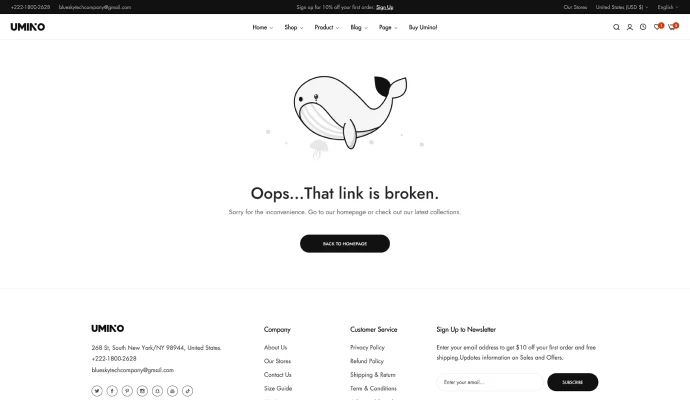 +222-1800-2628 blueskytechcompany@gmail.com Sign up for 10% off your first order. Sign Up Our Stores United States (USD $) English
UMINO Home Shop Product Blog Page Buy Umino!
Oops...That link is broken.
Sorry for the inconvenience. Go to our homepage or check out our latest collections.
BACK TO HOMEPAGE
UMINO Company Customer Service Sign Up to Newsletter
268 St, South New York/NY 98944, United States. About Us Privacy Policy Enter your email address to get $10 off your first order and free
+222-1800-2628 Our Stores Refund Policy shipping.Updates information on Sales and Offers.
blueskytechcompany@gmail.com Contact Us Shipping & Return
Enter your email... SUBSCRIBE
Size Guide Term & Conditions